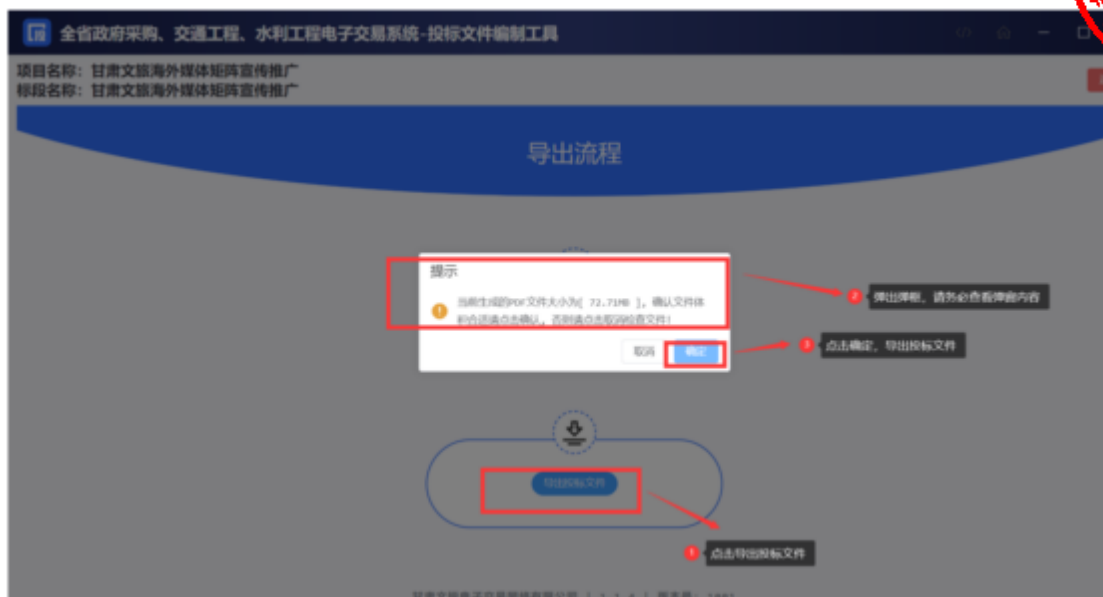 全省政府采购、交通工程、水利工程电子交易系统-投标文件编制工具
项目名称：甘肃文旅海外媒体矩阵宣传推广
标段名称：甘肃文旅海外媒体矩阵宣传推广
导出流程
提示
当前生成的PDF文件大小为[ 72.71MB ]，确认文件体
积合适请点击确认，否则请点击取消检查文件！
取消 确定
2 弹出弹框，请务必查看弹窗内容
3 点击确定，导出投标文件
导出投标文件
1 点击导出投标文件